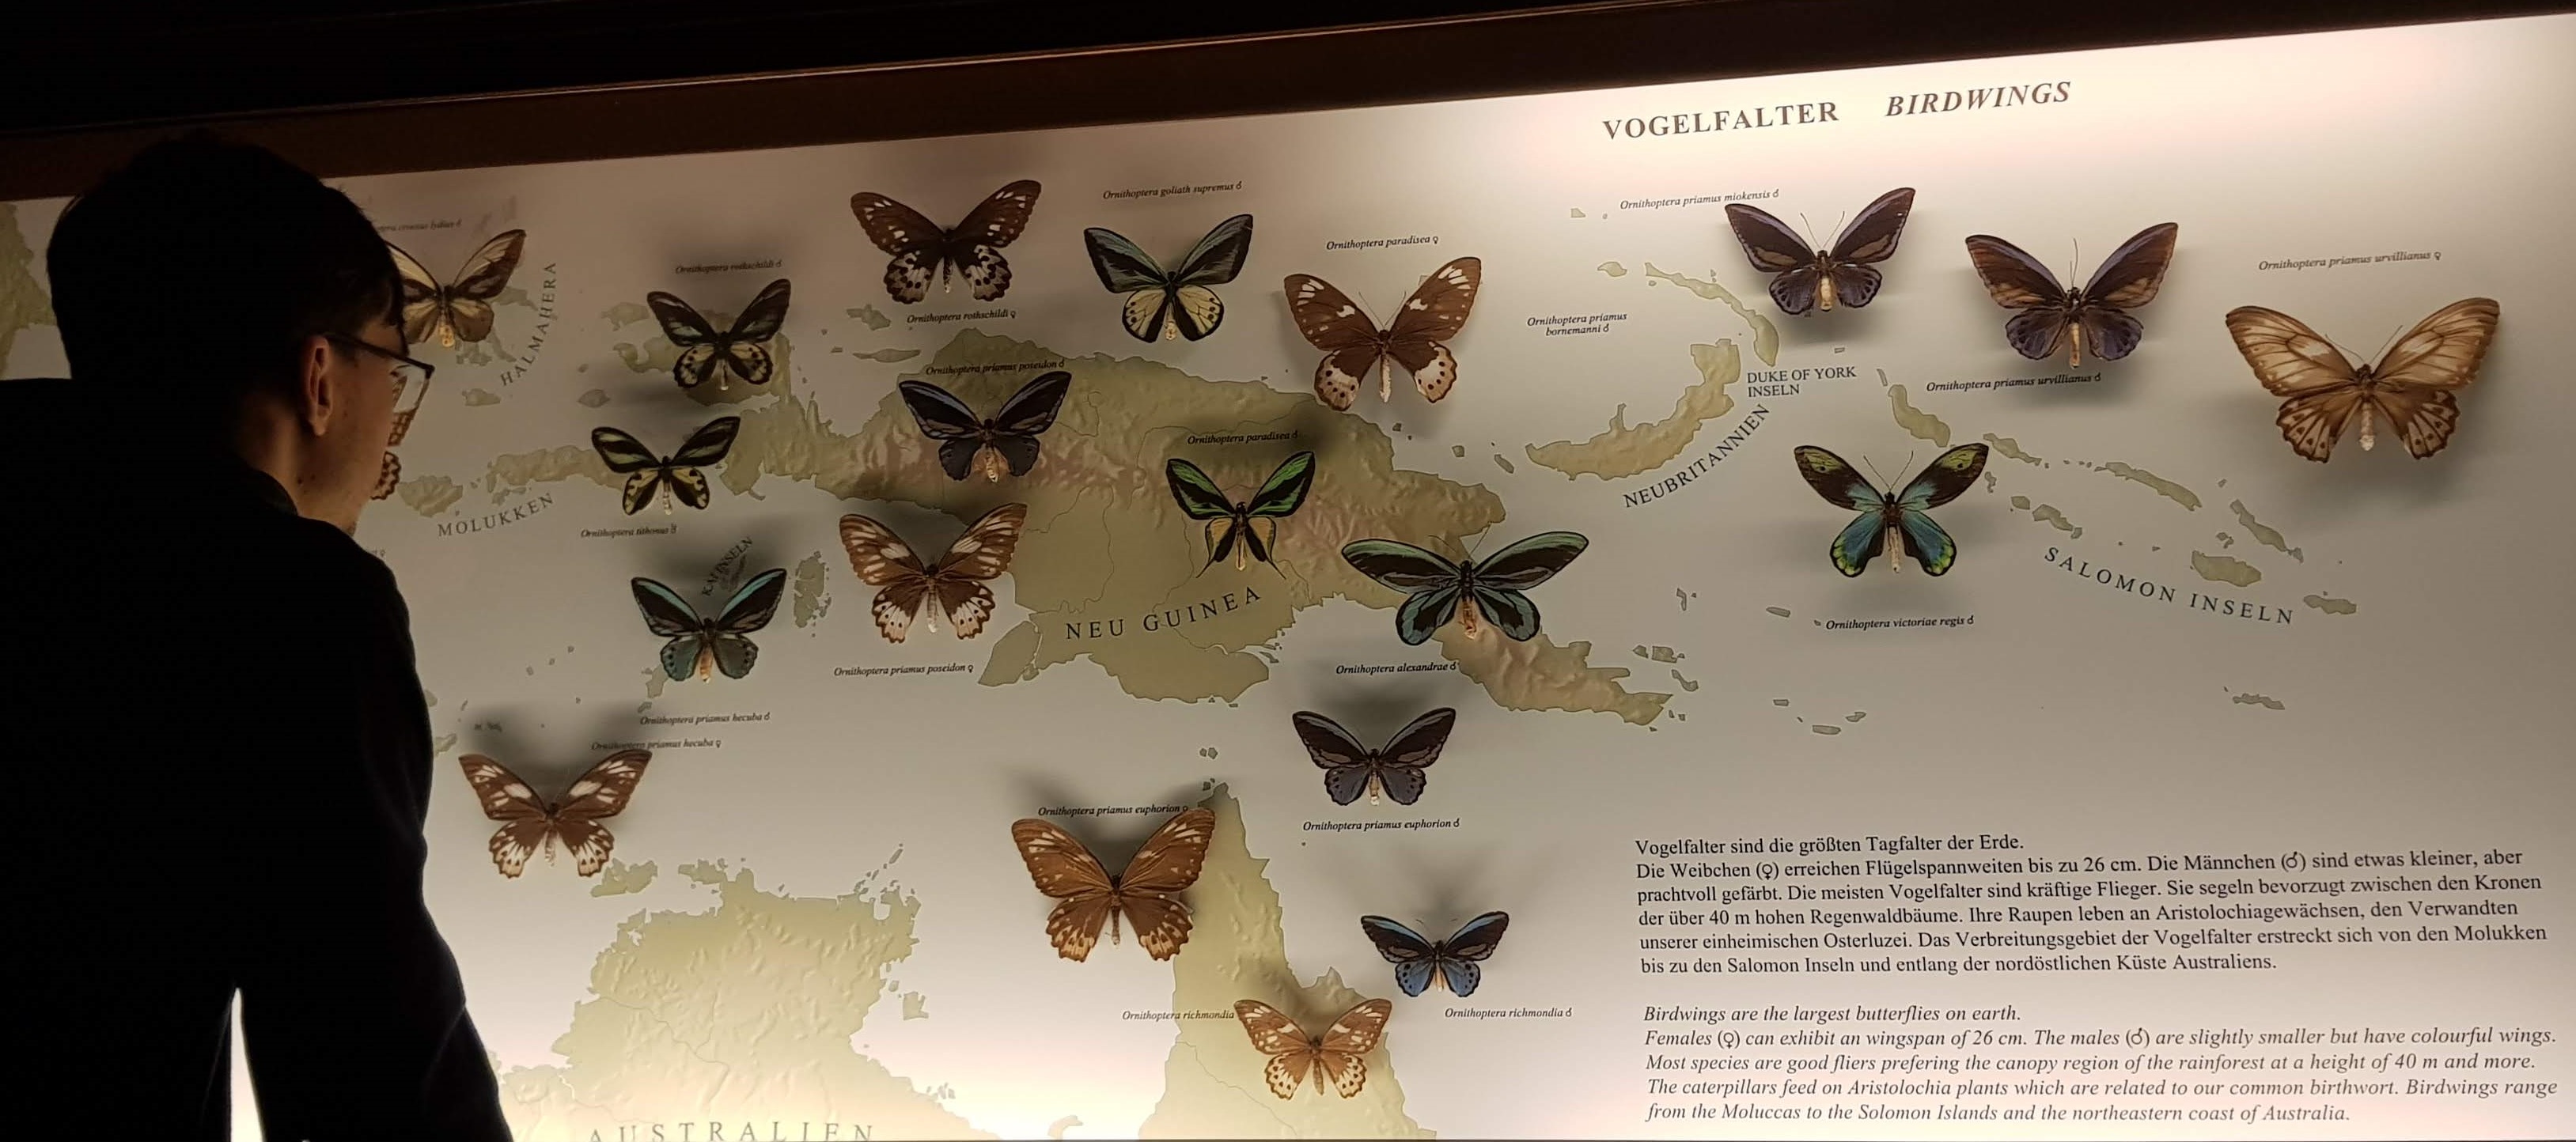 VOGELFALTER BIRDWINGS
lydius ♂
HALMAHERA
Ornithoptera rothschildi ♂
Ornithoptera rothschildi ♀
Ornithoptera goliath supremus ♂
Ornithoptera paradisea ♀
Ornithoptera priamus miokensis ♂
Ornithoptera priamus
bornemanni ♂
Ornithoptera priamus urvillianus ♀
Ornithoptera priamus urvillianus ♂
DUKE OF YORK
INSELN
NEUBRITANNIEN
SALOMON INSELN
Ornithoptera priamus poseidon ♂
Ornithoptera paradisea ♂
MOLUKKEN
Ornithoptera tithonus ♂
KAI INSELN
NEU GUINEA
Ornithoptera victoriae regis ♂
Ornithoptera priamus poseidon ♀
Ornithoptera alexandrae ♂
Ornithoptera priamus hecuba ♂
Ornithoptera priamus hecuba ♀
Ornithoptera priamus euphorion ♀
Ornithoptera priamus euphorion ♂
Ornithoptera richmondia
Ornithoptera richmondia ♂
AUSTRALIEN
Vogelfalter sind die größten Tagfalter der Erde.
Die Weibchen (♀) erreichen Flügelspannweiten bis zu 26 cm. Die Männchen (♂) sind etwas kleiner, aber
prachtvoll gefärbt. Die meisten Vogelfalter sind kräftige Flieger. Sie segeln bevorzugt zwischen den Kronen
der über 40 m hohen Regenwaldbäume. Ihre Raupen leben an Aristolochiagewächsen, den Verwandten
unserer einheimischen Osterluzei. Das Verbreitungsgebiet der Vogelfalter erstreckt sich von den Molukken
bis zu den Salomon Inseln und entlang der nordöstlichen Küste Australiens.
Birdwings are the largest butterflies on earth.
Females (♀) can exhibit an wingspan of 26 cm. The males (♂) are slightly smaller but have colourful wings.
Most species are good fliers prefering the canopy region of the rainforest at a height of 40 m and more.
The caterpillars feed on Aristolochia plants which are related to our common birthwort. Birdwings range
from the Moluccas to the Solomon Islands and the northeastern coast of Australia.